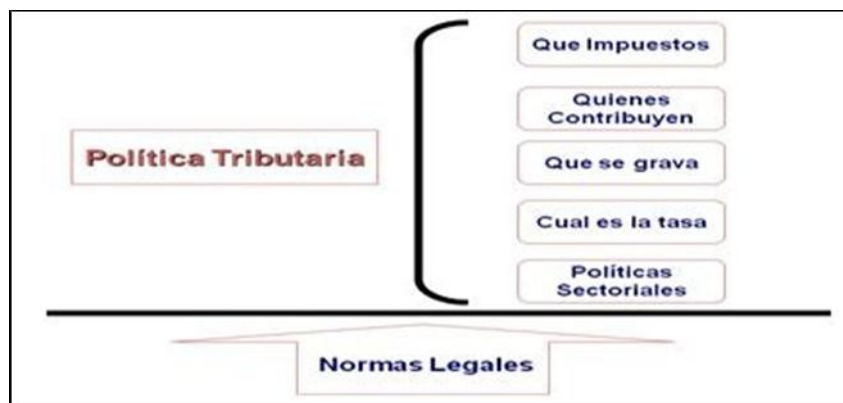 Que Impuestos
Quienes
Contribuyen
Política Tributaria
Que se grava
Cual es la tasa
Políticas
Sectoriales
Normas Legales